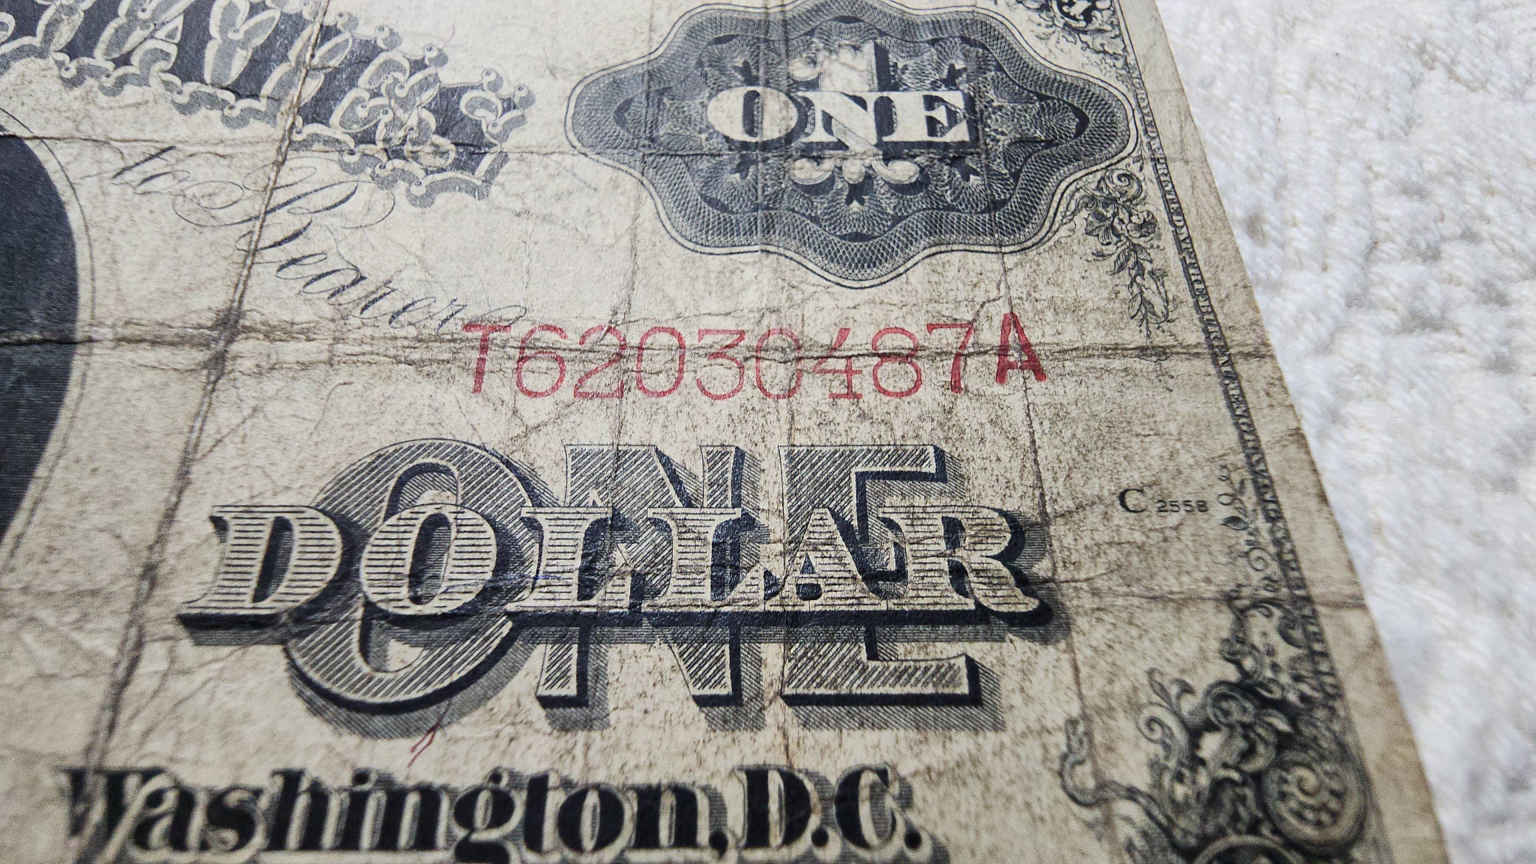 ONE
to Bearer
T62030487A
ONE
DOLLAR
C 2558
Washington, D.C.